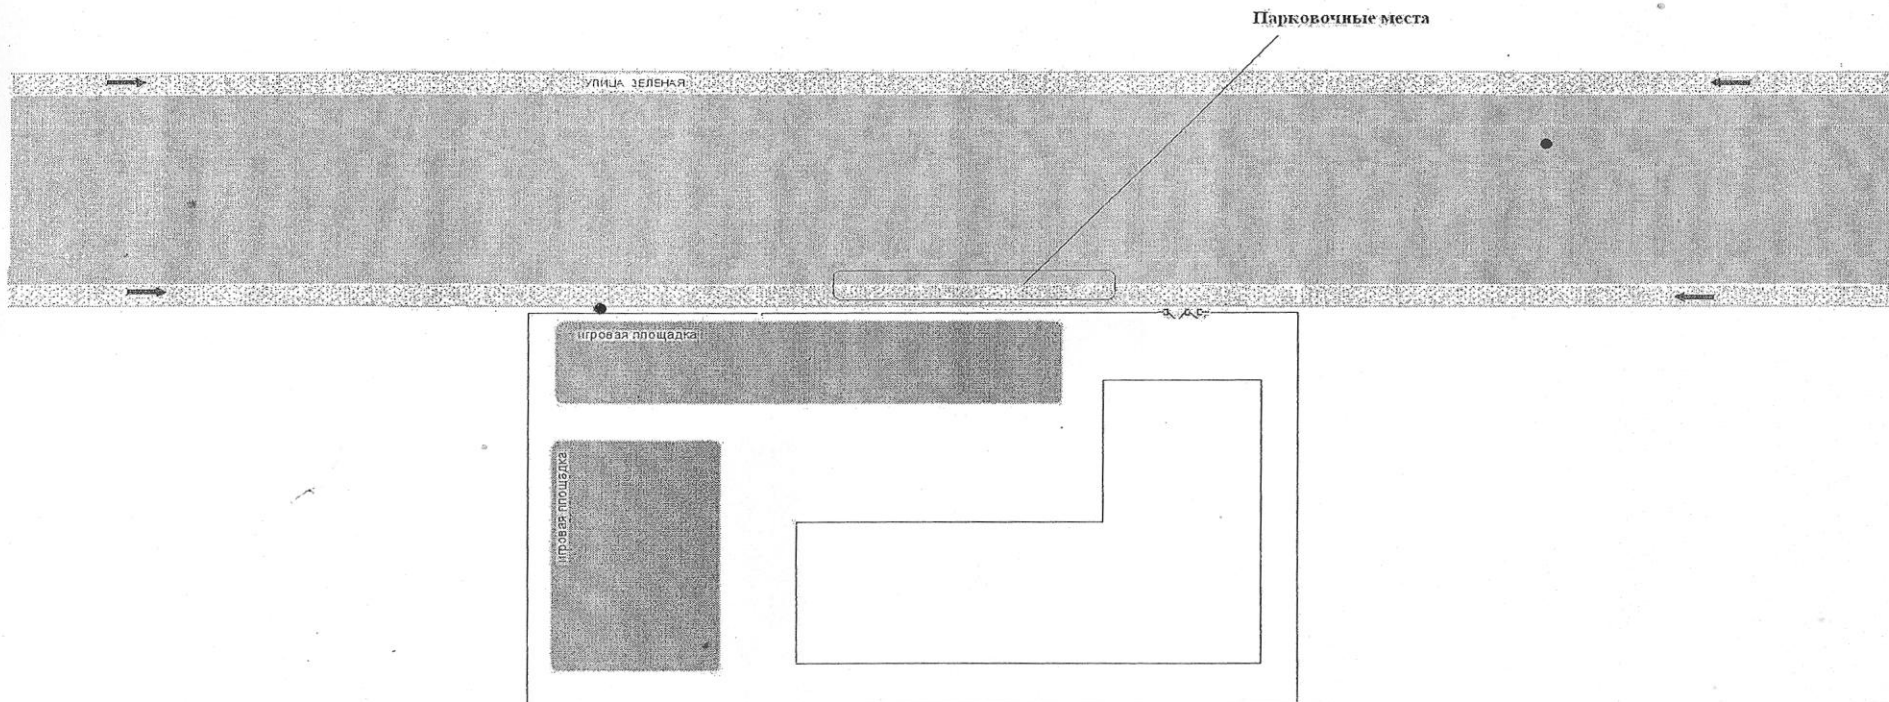 Парковочные места
УЛИЦА ЗЕЛЕНАЯ
игровая площадка
игровая площадка